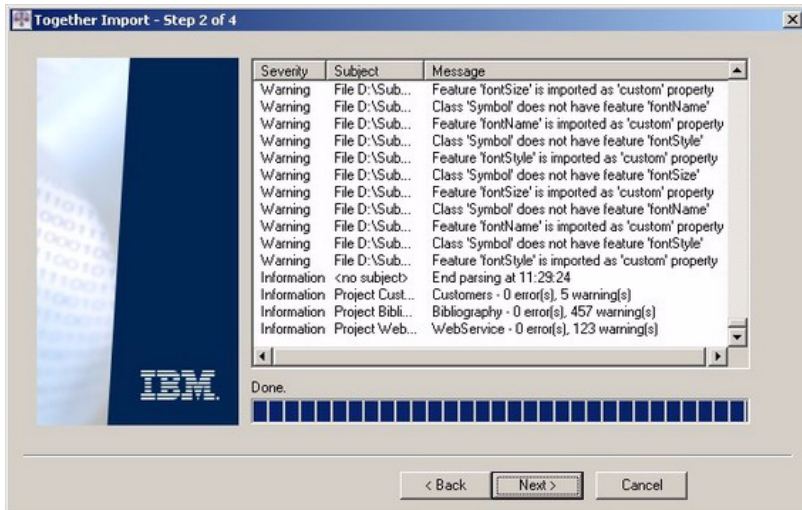 Together Import - Step 2 of 4
Severity Subject Message
Warning File D:\Sub... Feature 'fontSize' is imported as 'custom' property
Warning File D:\Sub... Class 'Symbol' does not have feature 'fontName'
Warning File D:\Sub... Feature 'fontName' is imported as 'custom' property
Warning File D:\Sub... Class 'Symbol' does not have feature 'fontStyle'
Warning File D:\Sub... Feature 'fontStyle' is imported as 'custom' property
Warning File D:\Sub... Class 'Symbol' does not have feature 'fontSize'
Warning File D:\Sub... Feature 'fontSize' is imported as 'custom' property
Warning File D:\Sub... Class 'Symbol' does not have feature 'fontName'
Warning File D:\Sub... Feature 'fontName' is imported as 'custom' property
Warning File D:\Sub... Class 'Symbol' does not have feature 'fontStyle'
Warning File D:\Sub... Feature 'fontStyle' is imported as 'custom' property
Information <no subject> End parsing at 11:29:24
Information Project Cust... Customers - 0 error(s), 5 warning(s)
Information Project Bibli... Bibliography - 0 error(s), 457 warning(s)
Information Project Web... WebService - 0 error(s), 123 warning(s)
IBM.
Done.
< Back Next > Cancel